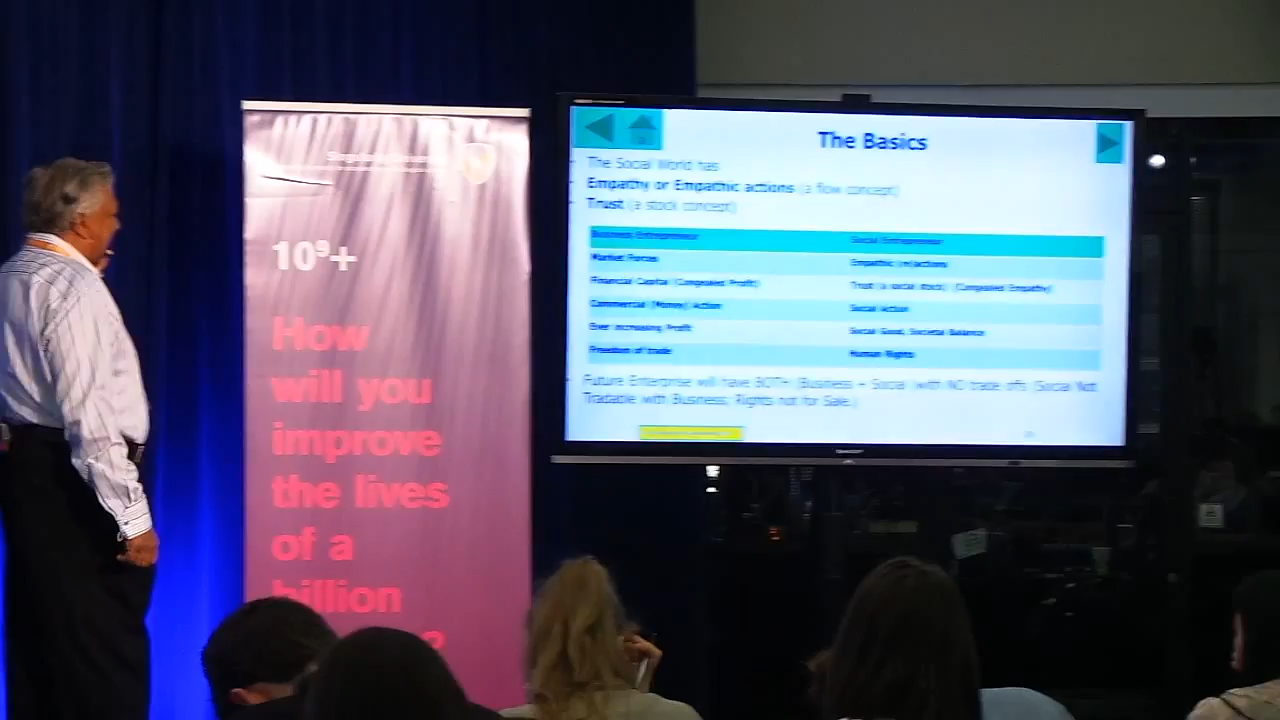 10⁹+
How
will you
improve
the lives
of a
billion
?
The Basics
The Social World has
Empathy or Empathic actions (a flow concept)
Trust (a stock concept)
Business Entrepreneur Social Entrepreneur
Market Forces Empathic (re)actions
Financial Capital (Congealed Profit) Trust (a social stock) (Congealed Empathy)
Commercial (Money) Action Social Action
Ever increasing Profit Social Good, Societal Balance
Freedom of trade Human Rights
Future Enterprise will have BOTH (Business + Social) with NO trade offs (Social Not
Tradable with Business; Rights not for Sale.)